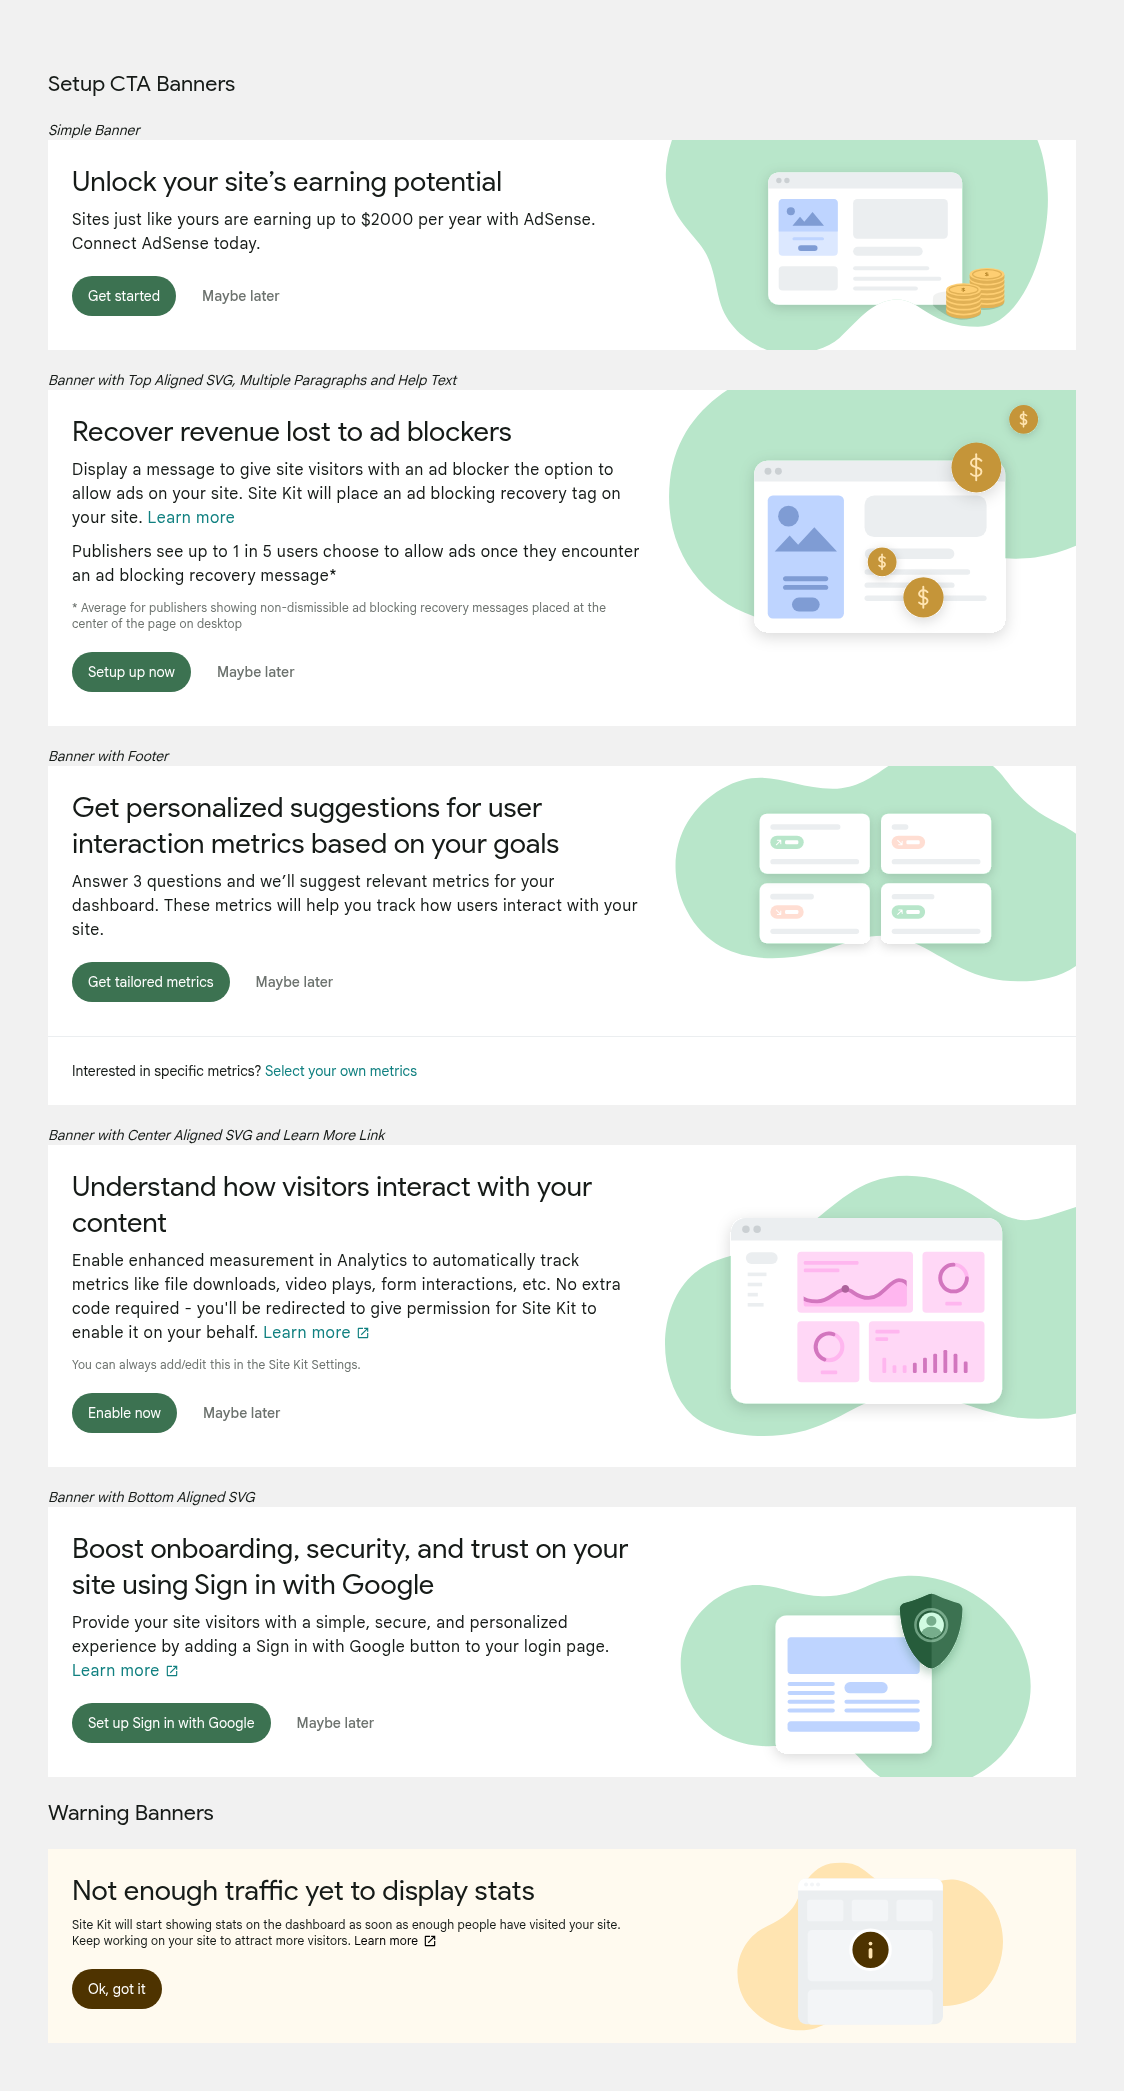 Setup CTA Banners
Simple Banner
Unlock your site’s earning potential
Sites just like yours are earning up to $2000 per year with AdSense.
Connect AdSense today.
Get started
Maybe later
Banner with Top Aligned SVG, Multiple Paragraphs and Help Text
Recover revenue lost to ad blockers
Display a message to give site visitors with an ad blocker the option to
allow ads on your site. Site Kit will place an ad blocking recovery tag on
your site. Learn more
Publishers see up to 1 in 5 users choose to allow ads once they encounter
an ad blocking recovery message*
* Average for publishers showing non-dismissible ad blocking recovery messages placed at the
center of the page on desktop
Setup up now
Maybe later
Banner with Footer
Get personalized suggestions for user
interaction metrics based on your goals
Answer 3 questions and we’ll suggest relevant metrics for your
dashboard. These metrics will help you track how users interact with your
site.
Get tailored metrics
Maybe later
Interested in specific metrics? Select your own metrics
Banner with Center Aligned SVG and Learn More Link
Understand how visitors interact with your
content
Enable enhanced measurement in Analytics to automatically track
metrics like file downloads, video plays, form interactions, etc. No extra
code required - you'll be redirected to give permission for Site Kit to
enable it on your behalf. Learn more
You can always add/edit this in the Site Kit Settings.
Enable now
Maybe later
Banner with Bottom Aligned SVG
Boost onboarding, security, and trust on your
site using Sign in with Google
Provide your site visitors with a simple, secure, and personalized
experience by adding a Sign in with Google button to your login page.
Learn more
Set up Sign in with Google
Maybe later
Warning Banners
Not enough traffic yet to display stats
Site Kit will start showing stats on the dashboard as soon as enough people have visited your site.
Keep working on your site to attract more visitors. Learn more
Ok, got it